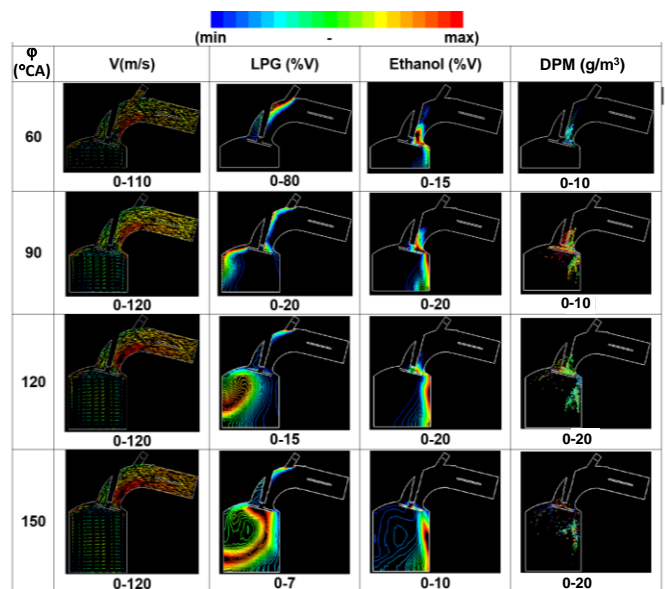 (min - max)
φ
(°CA)
V(m/s) LPG (%V) Ethanol (%V) DPM (g/m³)
60
0-110 0-80 0-15 0-10
90
0-120 0-20 0-20 0-10
120
0-120 0-15 0-20 0-20
150
0-120 0-7 0-10 0-20